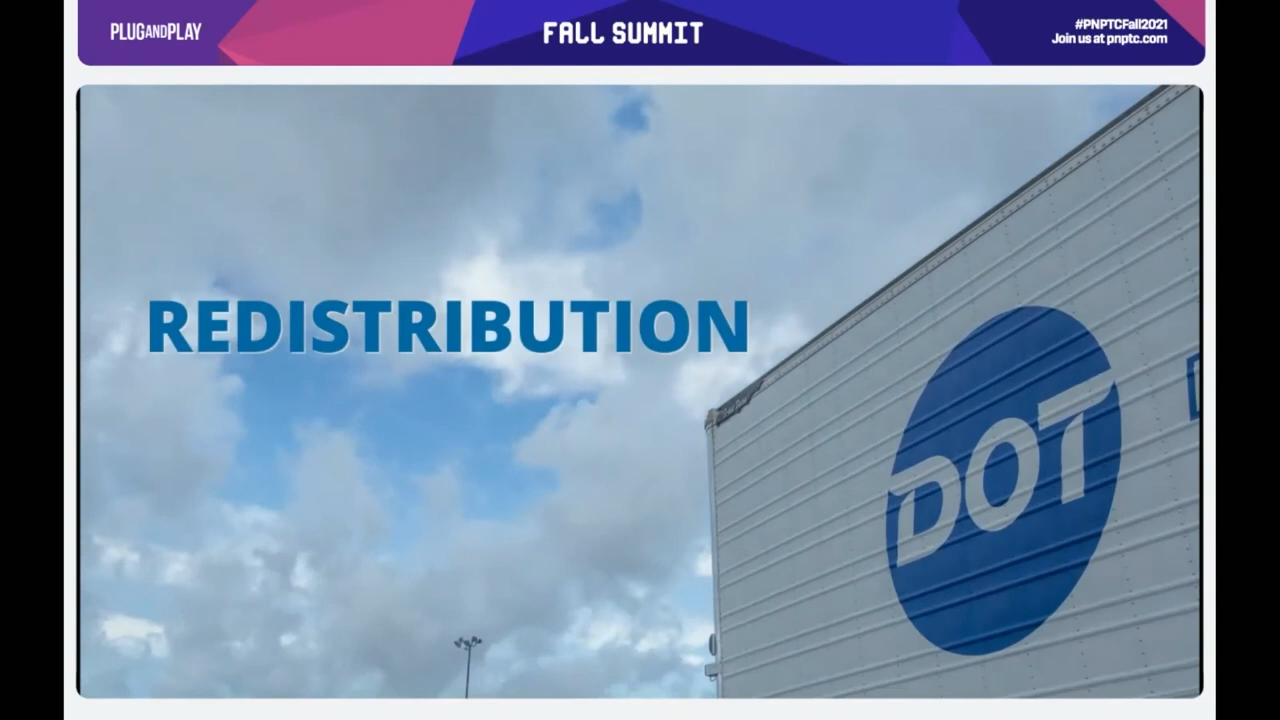 PLUGANDPLAY
FALL SUMMIT
#PNPTCFall2021
Join us at pnptc.com
REDISTRIBUTION
DOT